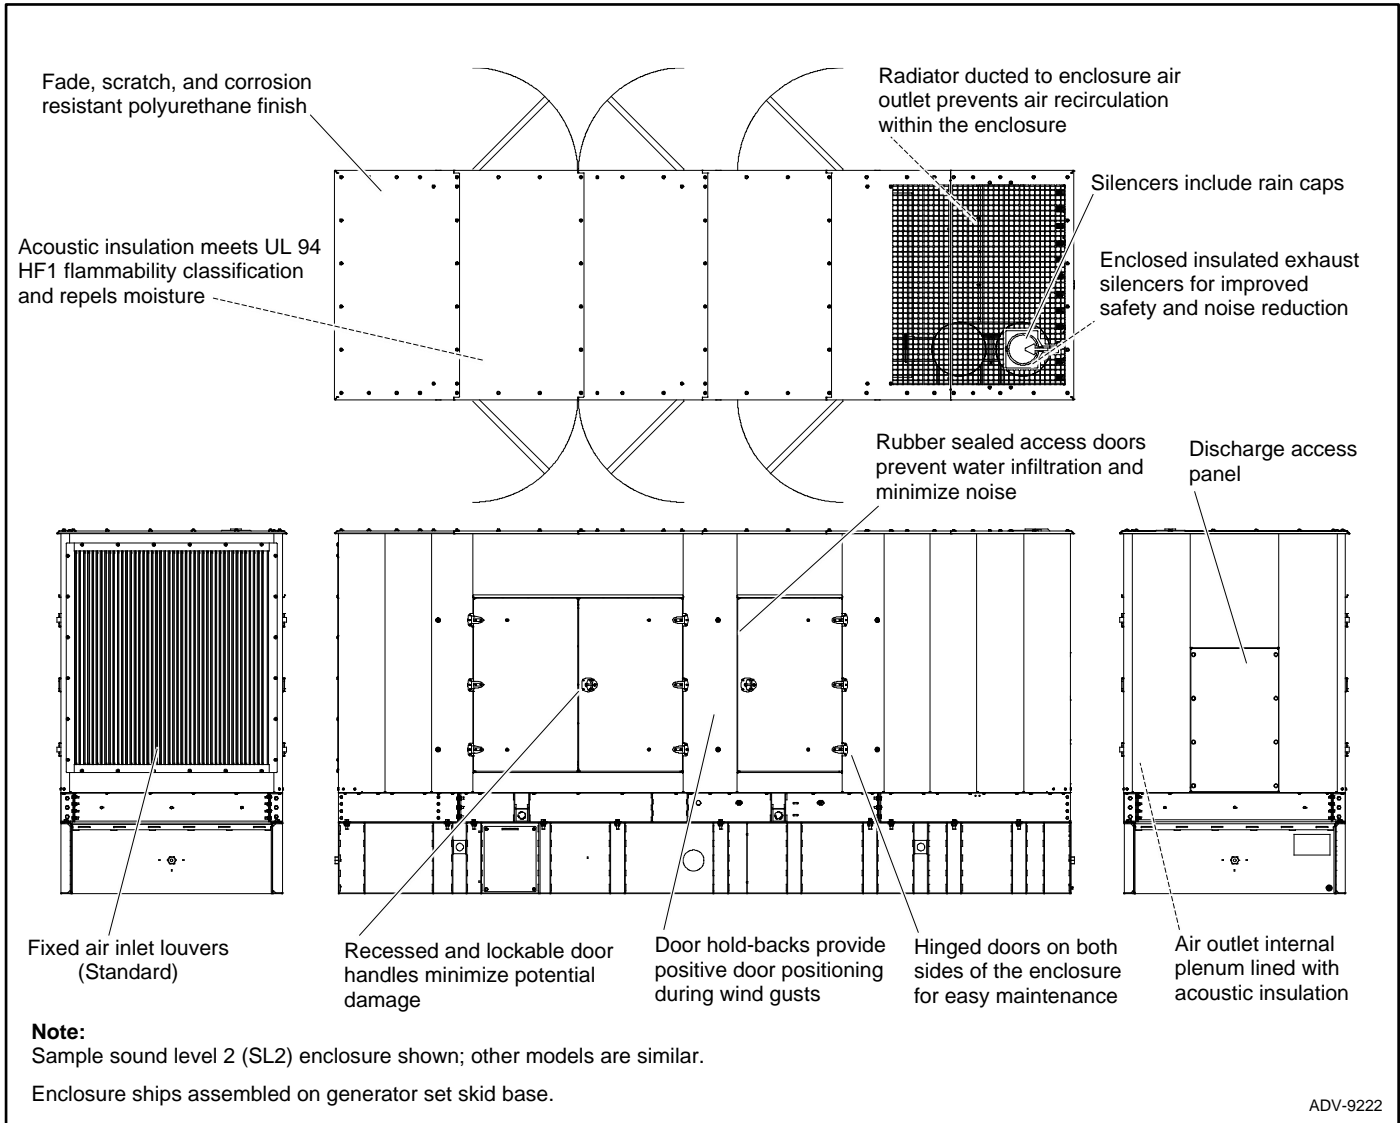 Fade, scratch, and corrosion
resistant polyurethane finish
Radiator ducted to enclosure air
outlet prevents air recirculation
within the enclosure
Silencers include rain caps
Acoustic insulation meets UL 94
HF1 flammability classification
and repels moisture
Enclosed insulated exhaust
silencers for improved
safety and noise reduction
Rubber sealed access doors
prevent water infiltration and
minimize noise
Discharge access
panel
Fixed air inlet louvers
(Standard)
Recessed and lockable door
handles minimize potential
damage
Door hold-backs provide
positive door positioning
during wind gusts
Hinged doors on both
sides of the enclosure
for easy maintenance
Air outlet internal
plenum lined with
acoustic insulation
Note:
Sample sound level 2 (SL2) enclosure shown; other models are similar.
Enclosure ships assembled on generator set skid base.
ADV-9222